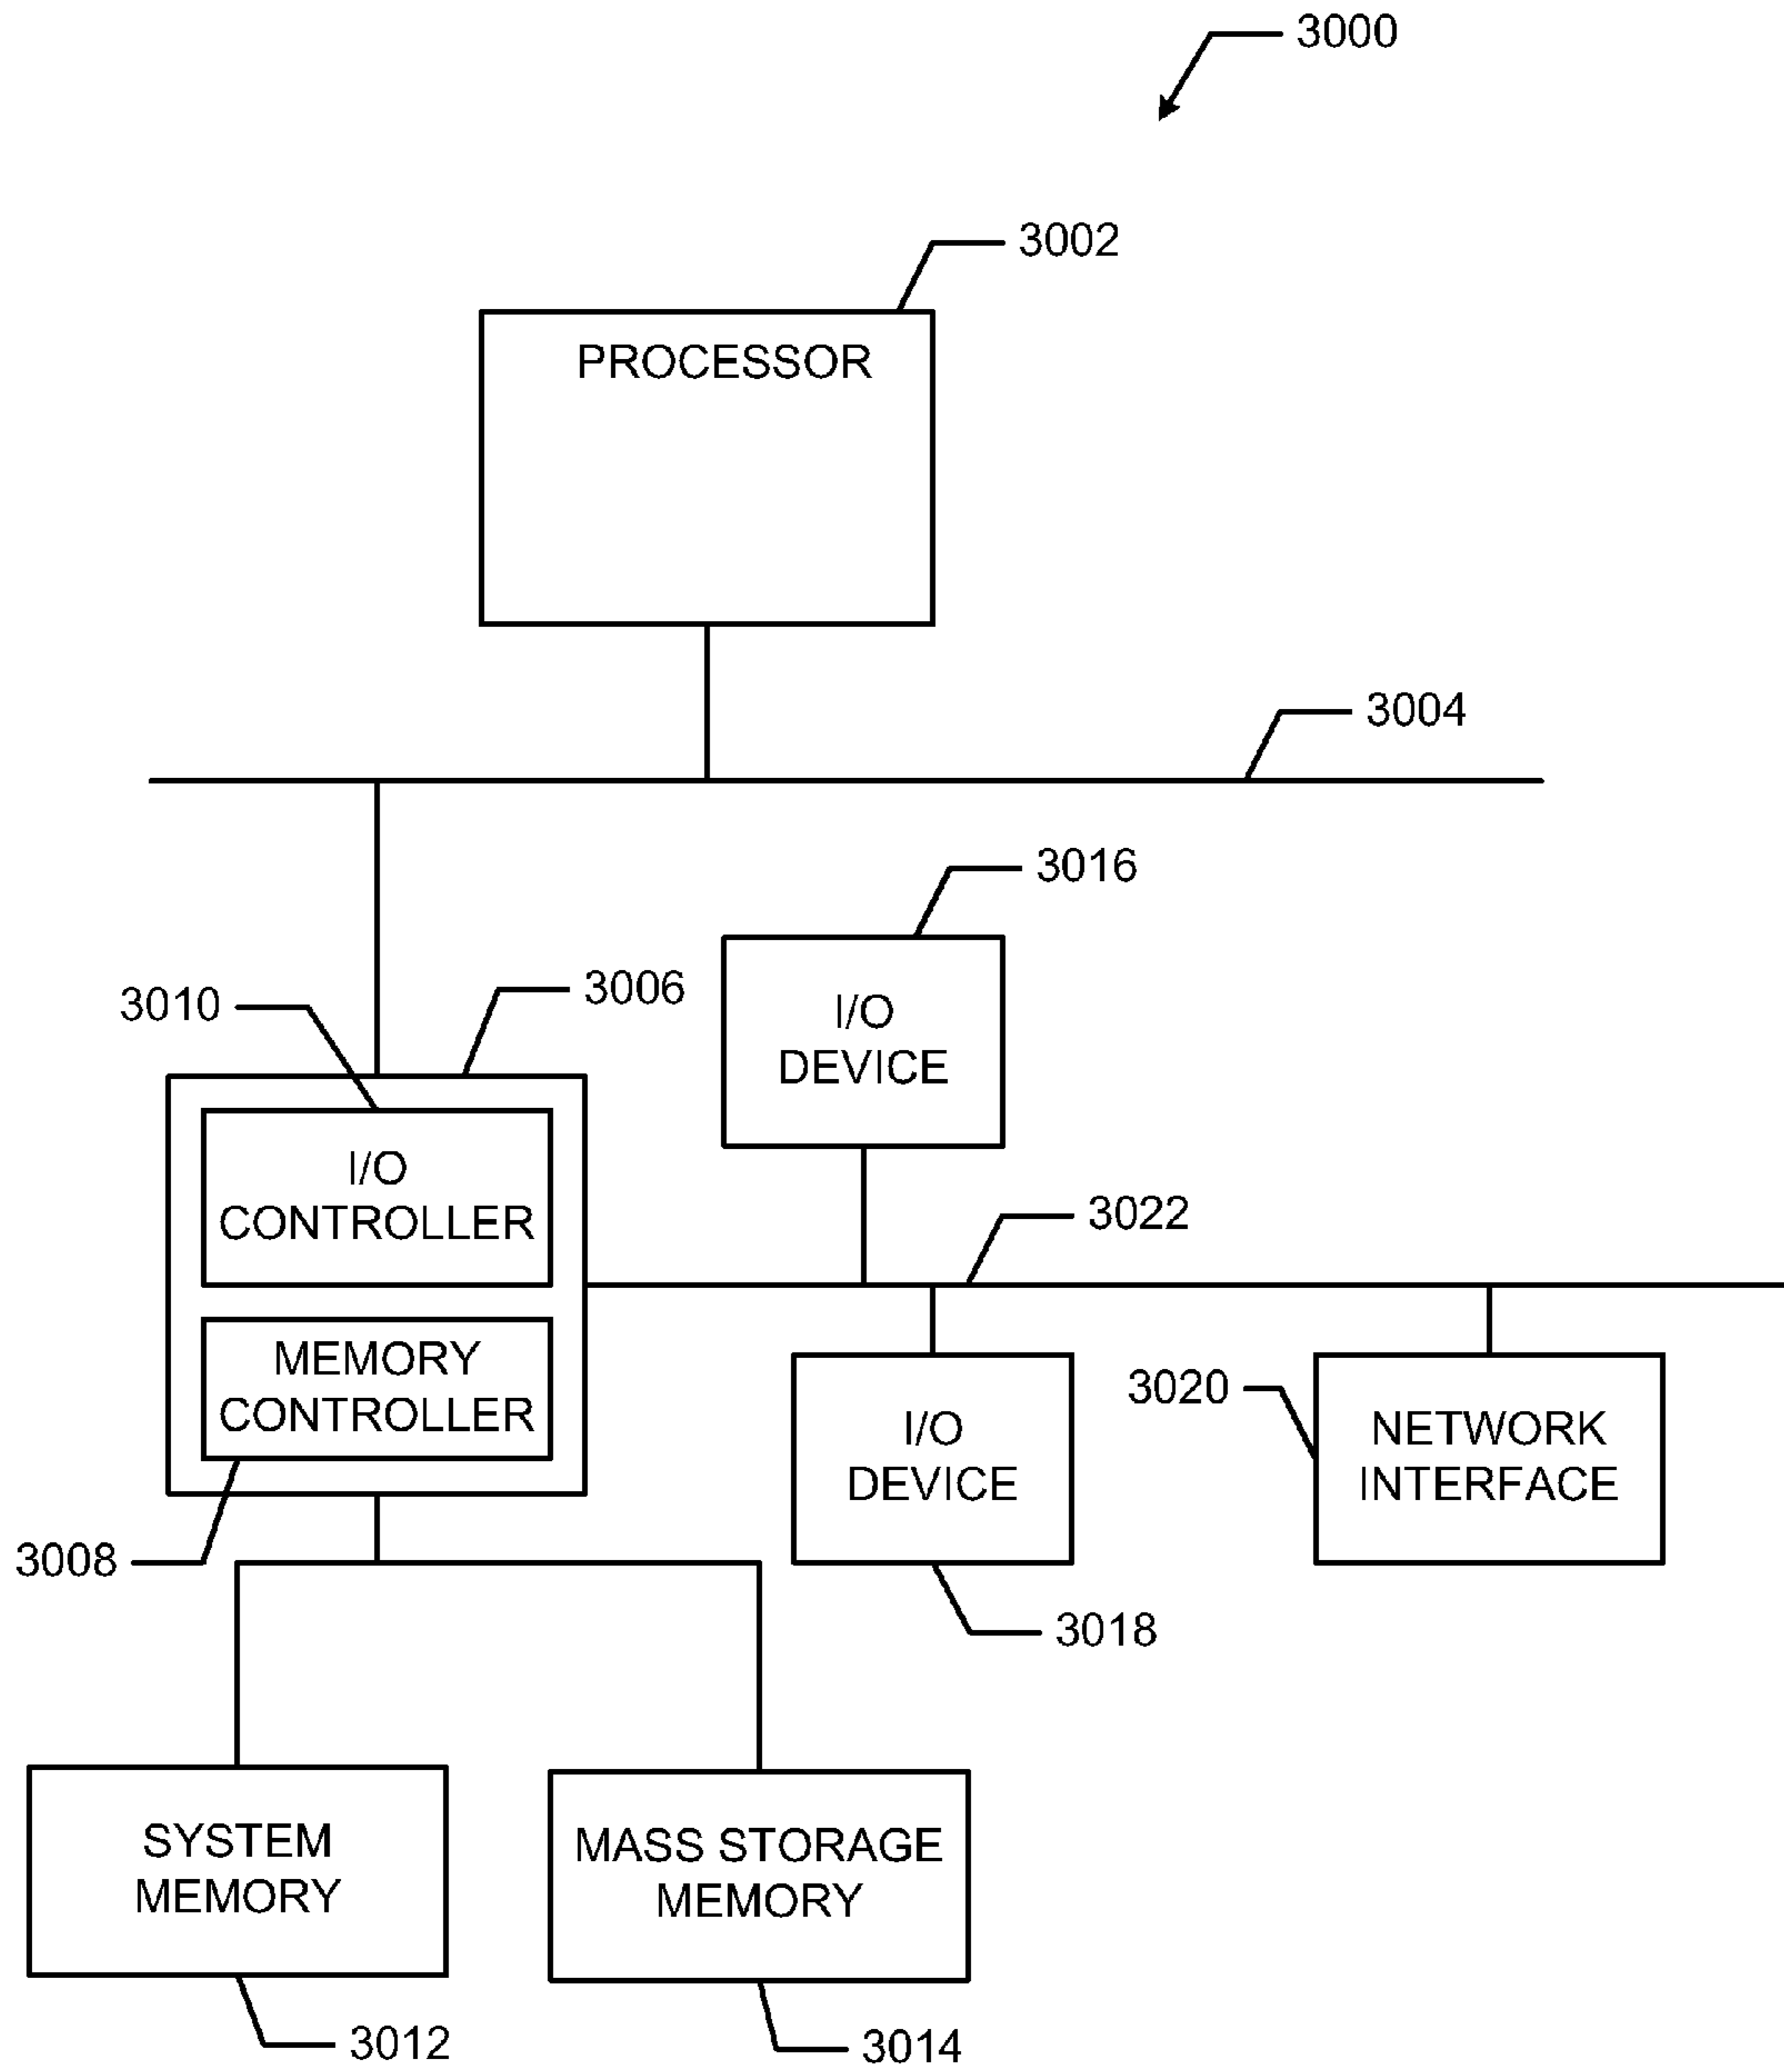 3000
3002
PROCESSOR
3004
3016
3006
3010
I/O
DEVICE
I/O
CONTROLLER
3022
MEMORY
CONTROLLER
3020
I/O
DEVICE
NETWORK
INTERFACE
3008
3018
SYSTEM
MEMORY
MASS STORAGE
MEMORY
3012
3014